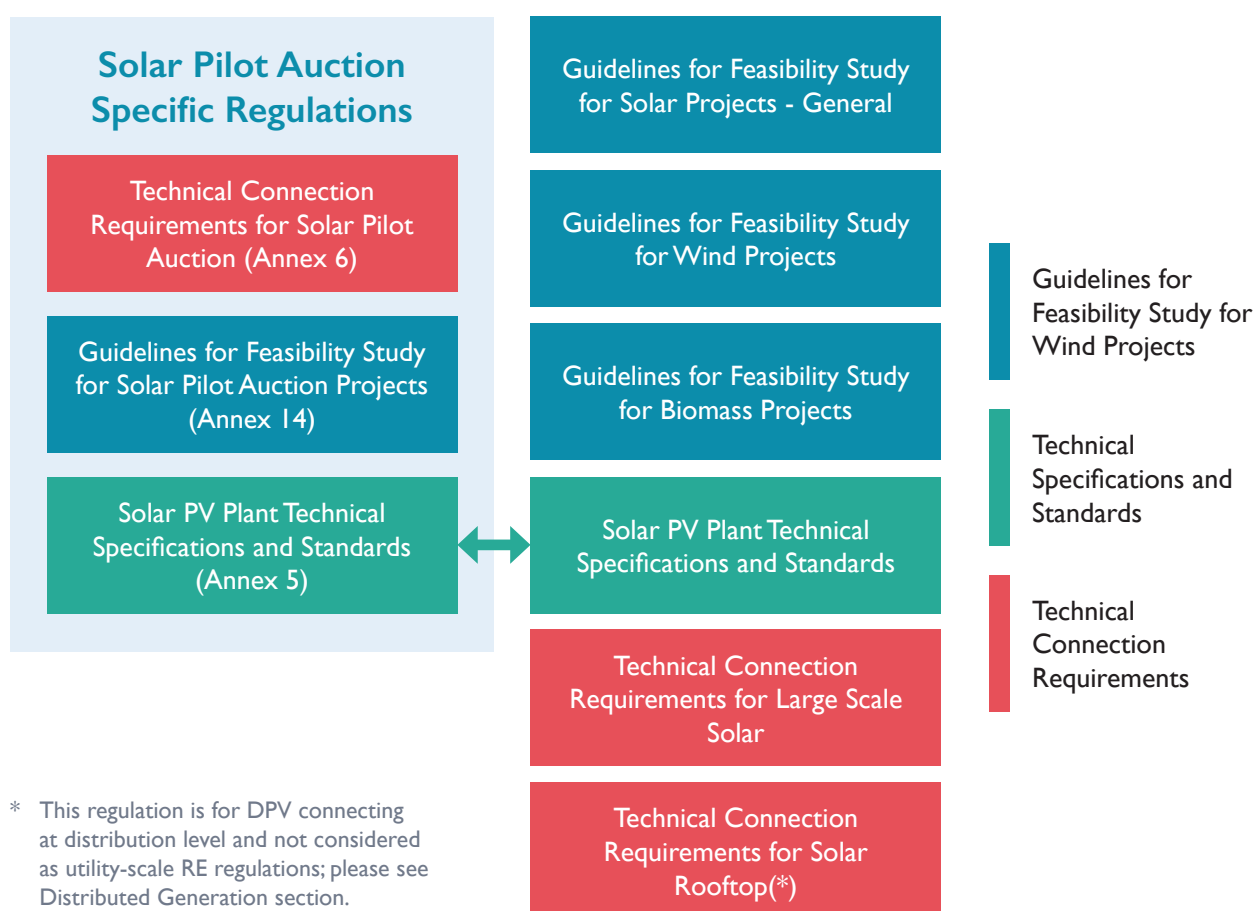 Solar Pilot Auction
Specific Regulations
Technical Connection
Requirements for Solar Pilot
Auction (Annex 6)
Guidelines for Feasibility Study
for Solar Pilot Auction Projects
(Annex 14)
Solar PV Plant Technical
Specifications and Standards
(Annex 5)
Guidelines for Feasibility Study
for Solar Projects - General
Guidelines for Feasibility Study
for Wind Projects
Guidelines for Feasibility Study
for Biomass Projects
Solar PV Plant Technical
Specifications and Standards
Technical Connection
Requirements for Large Scale
Solar
Technical Connection
Requirements for Solar
Rooftop(*)
Guidelines for
Feasibility Study for
Wind Projects
Technical
Specifications and
Standards
Technical
Connection
Requirements
* This regulation is for DPV connecting
at distribution level and not considered
as utility-scale RE regulations; please see
Distributed Generation section.